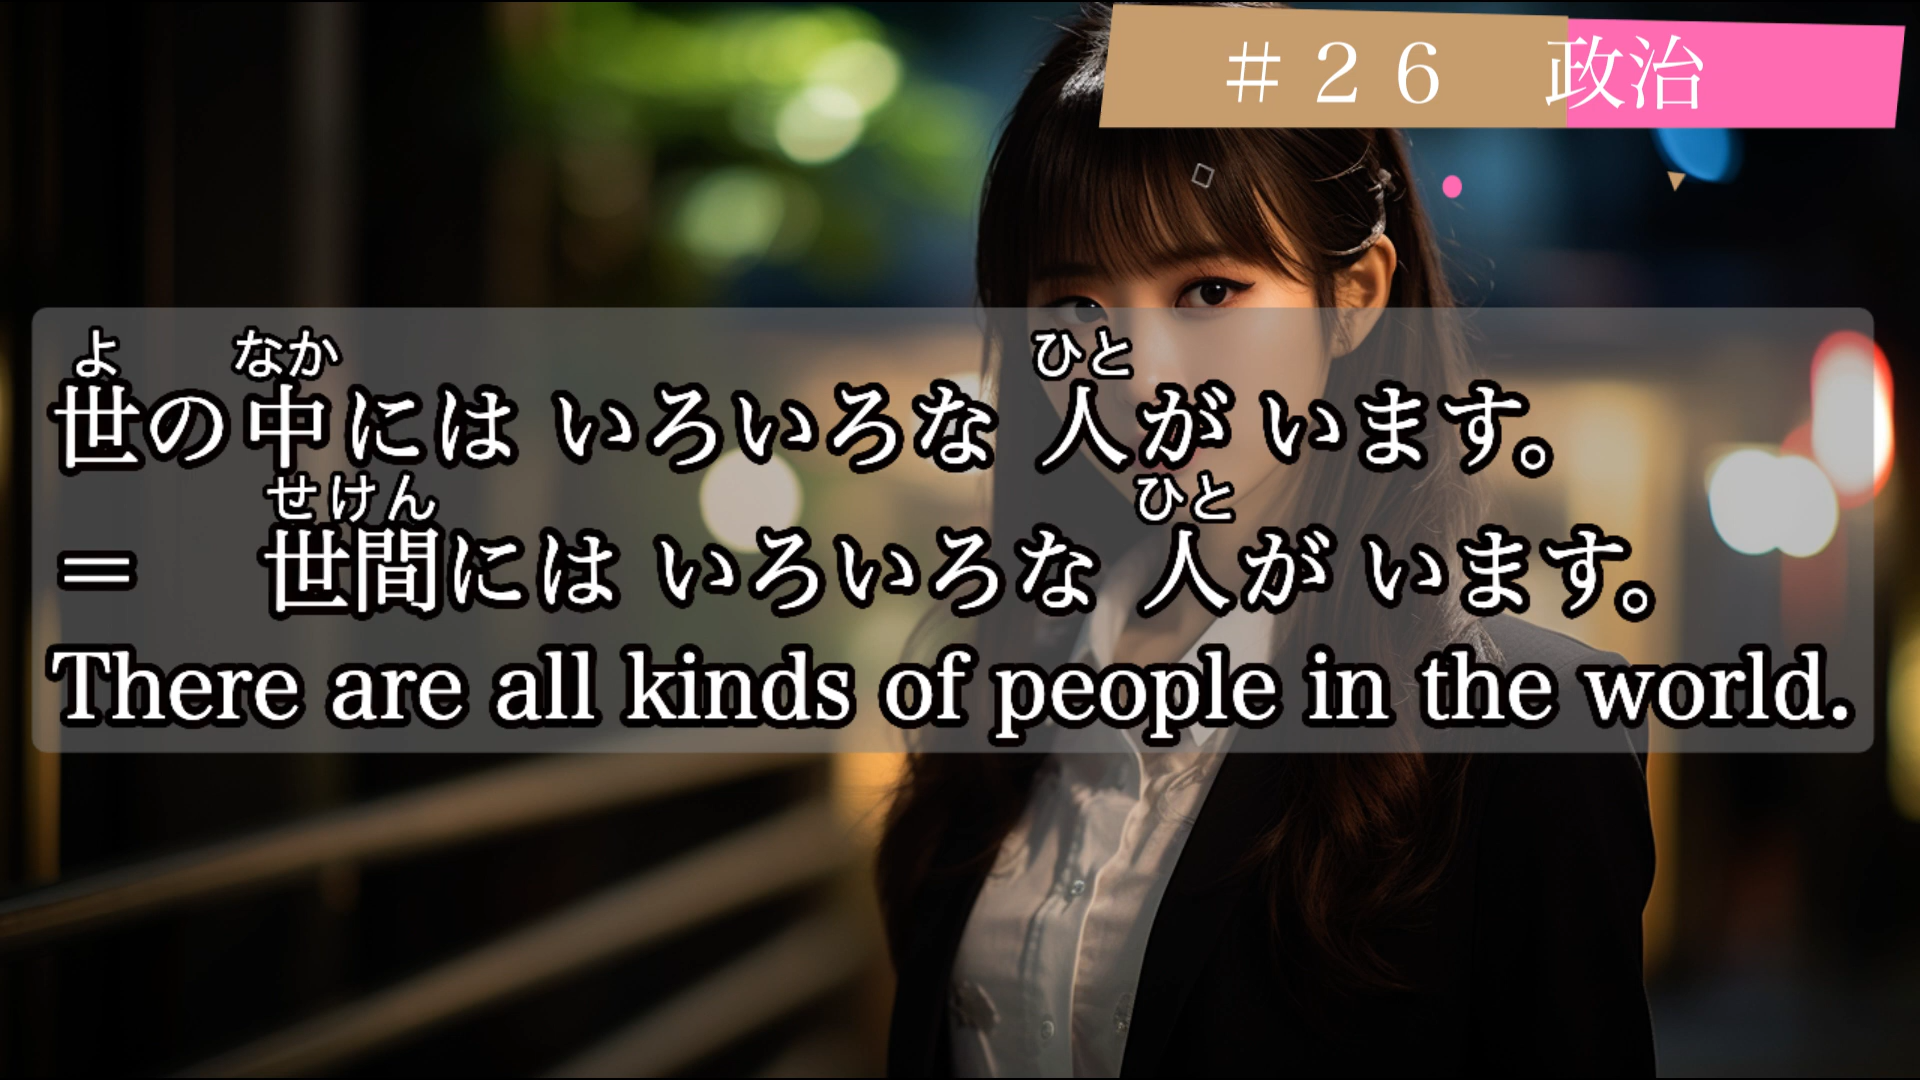 ＃２６　政治
よ なか ひと
世の中には いろいろな 人が います。
せけん ひと
＝　世間には いろいろな 人が います。
There are all kinds of people in the world.